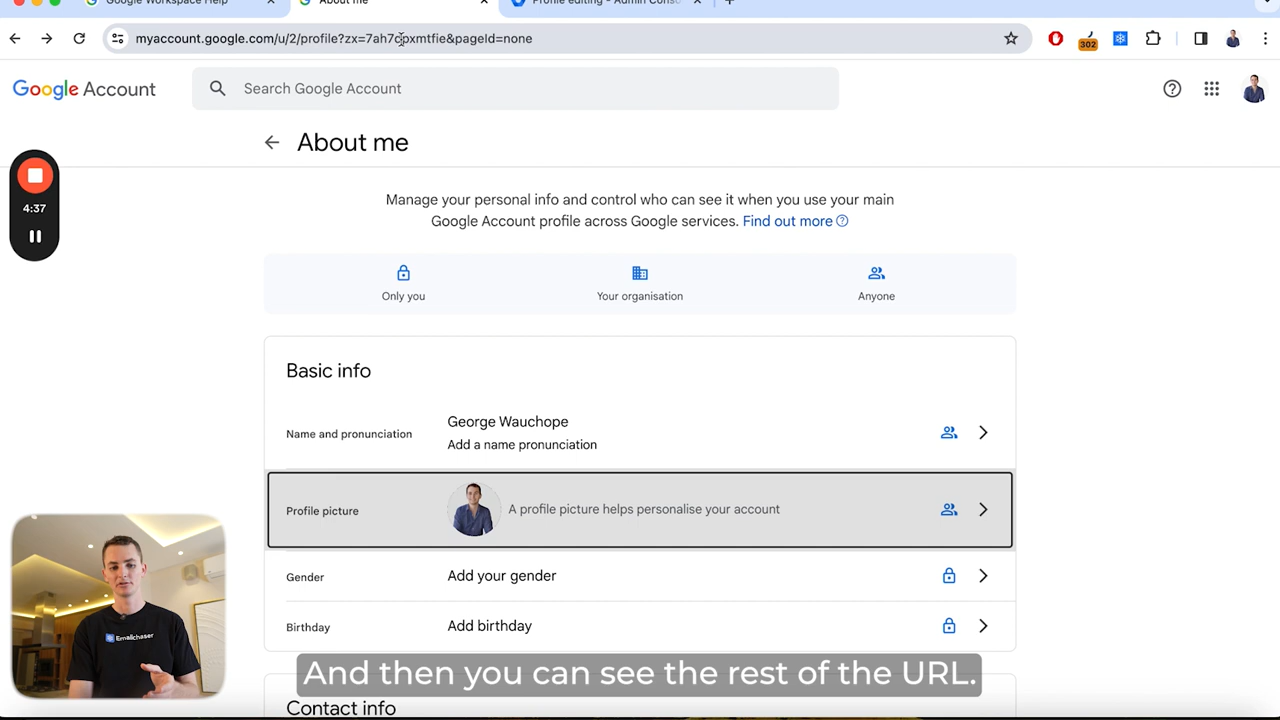 Google Workspace Help
About me
Profile editing - Admin Conso
myaccount.google.com/u/2/profile?zx=7ah7cpxmtfie&pageId=none
302
Google Account
Search Google Account
About me
4:37
Manage your personal info and control who can see it when you use your main
Google Account profile across Google services. Find out more
Only you
Your organisation
Anyone
Basic info
Name and pronunciation
George Wauchope
Add a name pronunciation
Profile picture
A profile picture helps personalise your account
Gender
Add your gender
Birthday
Add birthday
Emailchaser
And then you can see the rest of the URL.
Contact info